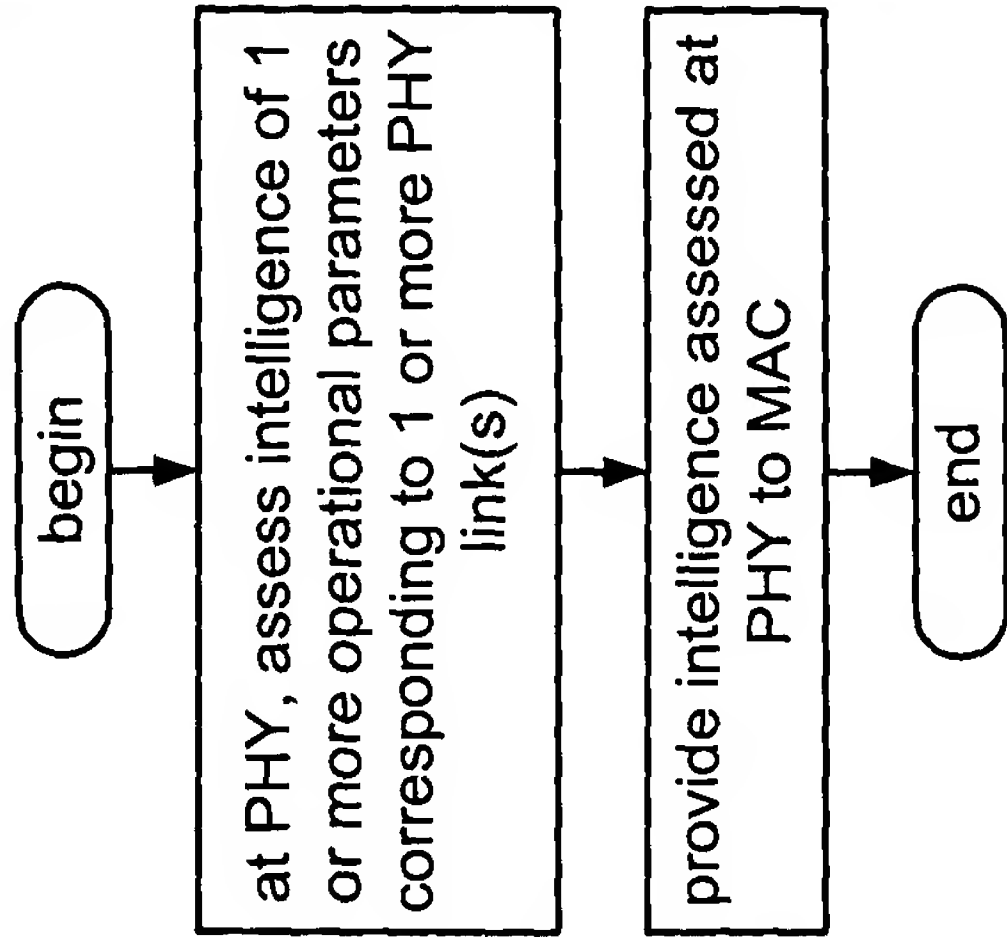 begin
at PHY, assess intelligence of 1
or more operational parameters
corresponding to 1 or more PHY
link(s)
provide intelligence assessed at
PHY to MAC
end